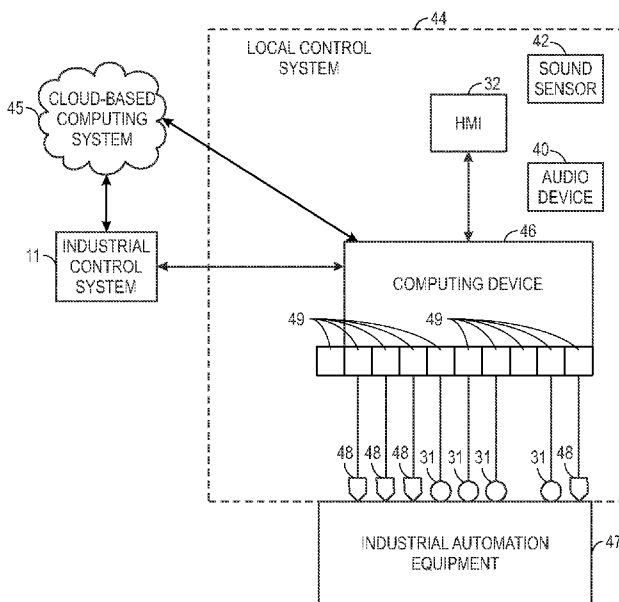 44
LOCAL CONTROL
SYSTEM
42
SOUND
SENSOR
45
CLOUD-BASED
COMPUTING
SYSTEM
32
HMI
40
AUDIO
DEVICE
46
11
INDUSTRIAL
CONTROL
SYSTEM
COMPUTING DEVICE
49
49
48
48
48
31
31
31
31
48
INDUSTRIAL AUTOMATION
EQUIPMENT
47